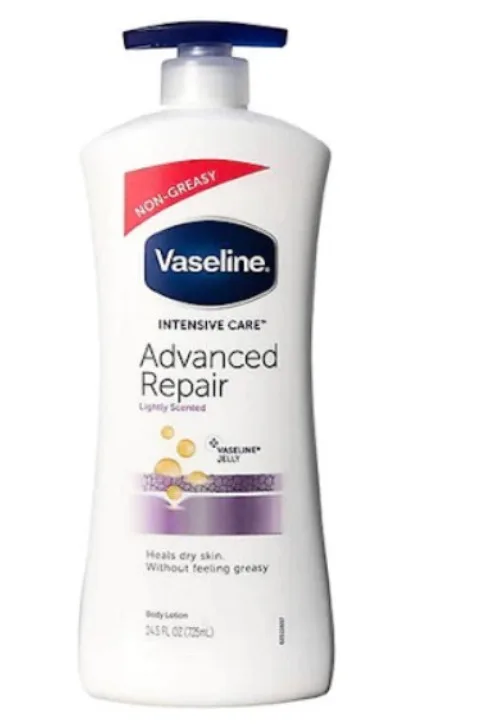 NON-GREASY
Vaseline.
INTENSIVE CARE™
Advanced
Repair
Lightly Scented
VASELINE®
JELLY
Heals dry skin.
Without feeling greasy
Body Lotion
24.5 FL OZ (725mL)